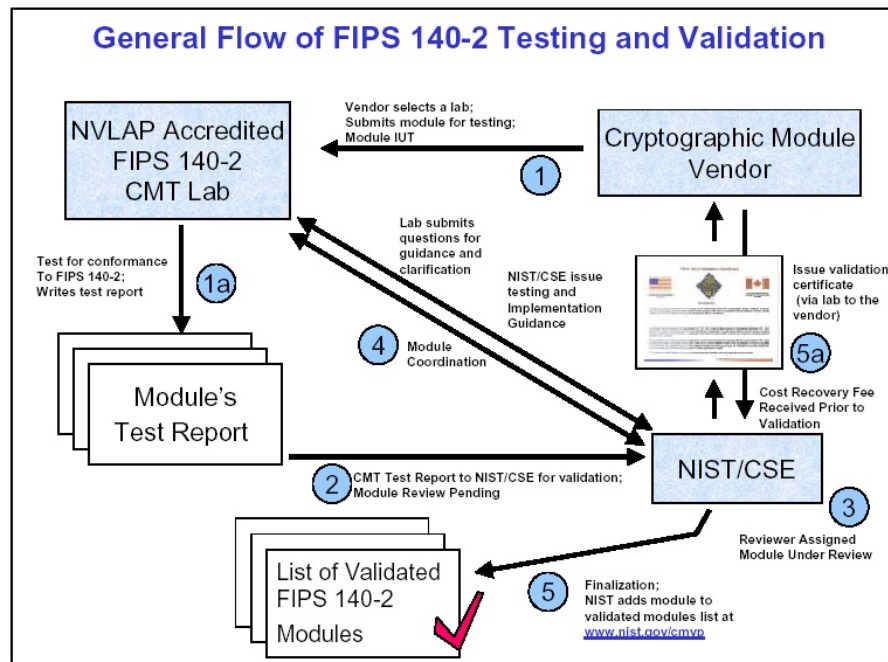 General Flow of FIPS 140-2 Testing and Validation
NVLAP Accredited
FIPS 140-2
CMT Lab
Vendor selects a lab;
Submits module for testing;
Module IUT
1
Cryptographic Module
Vendor
Test for conformance
To FIPS 140-2;
Writes test report
1a
Lab submits
questions for
guidance and
clarification
NIST/CSE issue
testing and
Implementation
Guidance
4
Module
Coordination
Issue validation
certificate
(via lab to the
vendor)
5a
Cost Recovery Fee
Received Prior to
Validation
Module's
Test Report
2
CMT Test Report to NIST/CSE for validation;
Module Review Pending
NIST/CSE
3
Reviewer Assigned
Module Under Review
List of Validated
FIPS 140-2
Modules
5
Finalization;
NIST adds module to
validated modules list at
www.nist.gov/cmvp